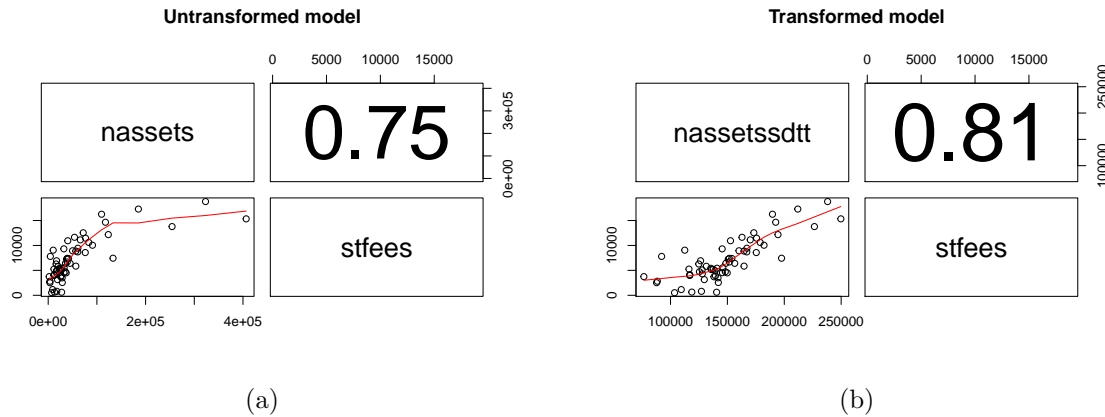 Untransformed model
Transformed model
0 5000 10000 15000
0 5000 10000 15000
nassets
0.75
0e+00 3e+05
nassetssdtt
0.81
100000 250000
0 10000
stfees
0 10000
stfees
0e+00 2e+05 4e+05
100000 150000 200000 250000
(a)
(b)